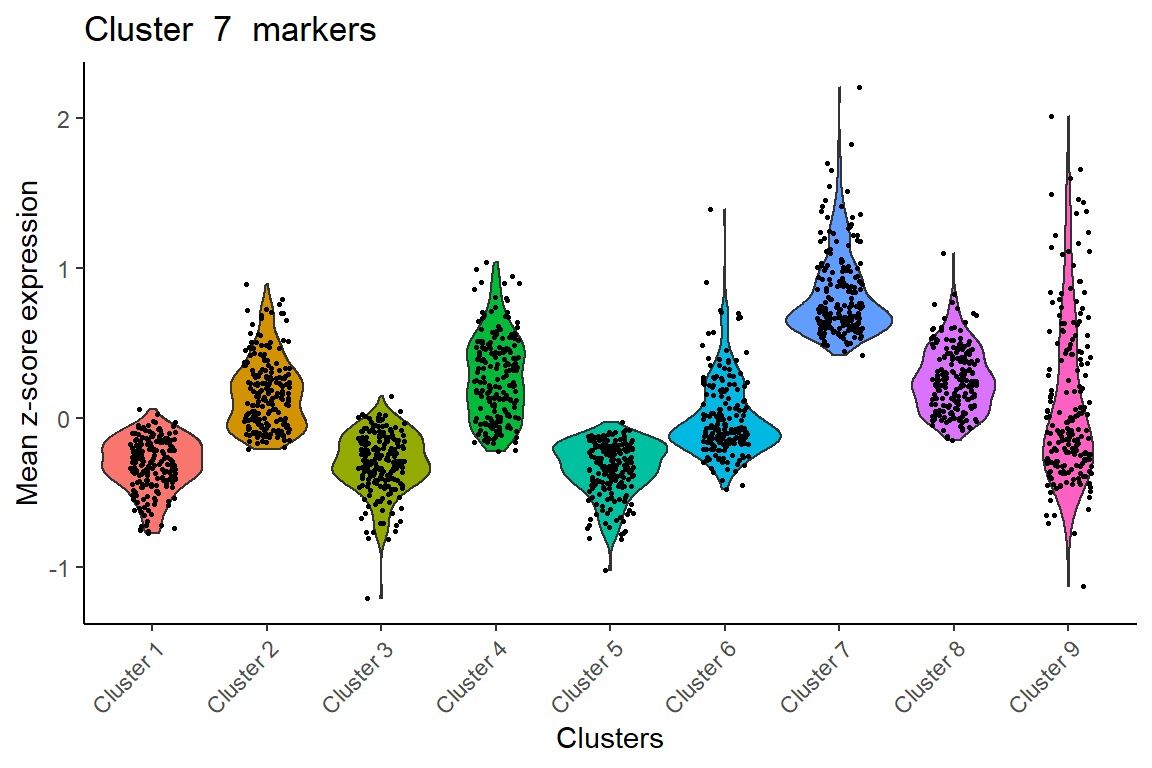 Cluster 7 markers
Mean z-score expression
2
1
0
-1
Cluster 1
Cluster 2
Cluster 3
Cluster 4
Cluster 5
Cluster 6
Cluster 7
Cluster 8
Cluster 9
Clusters